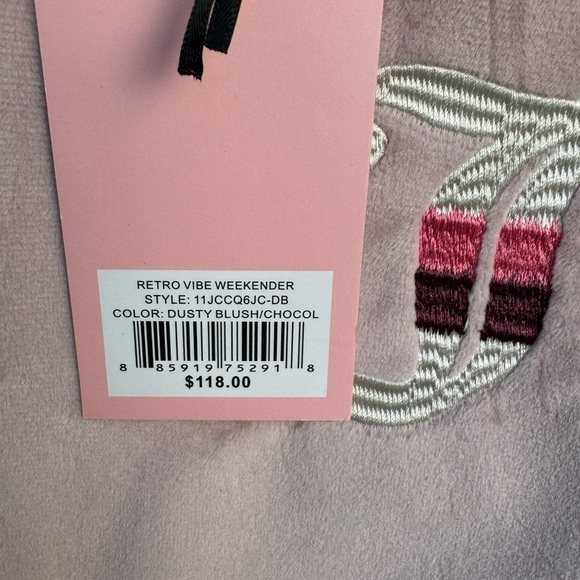 RETRO VIBE WEEKENDER
STYLE: 11JCCQ6JC-DB
COLOR: DUSTY BLUSH/CHOCOL
8 85919 75291 8
$118.00
J